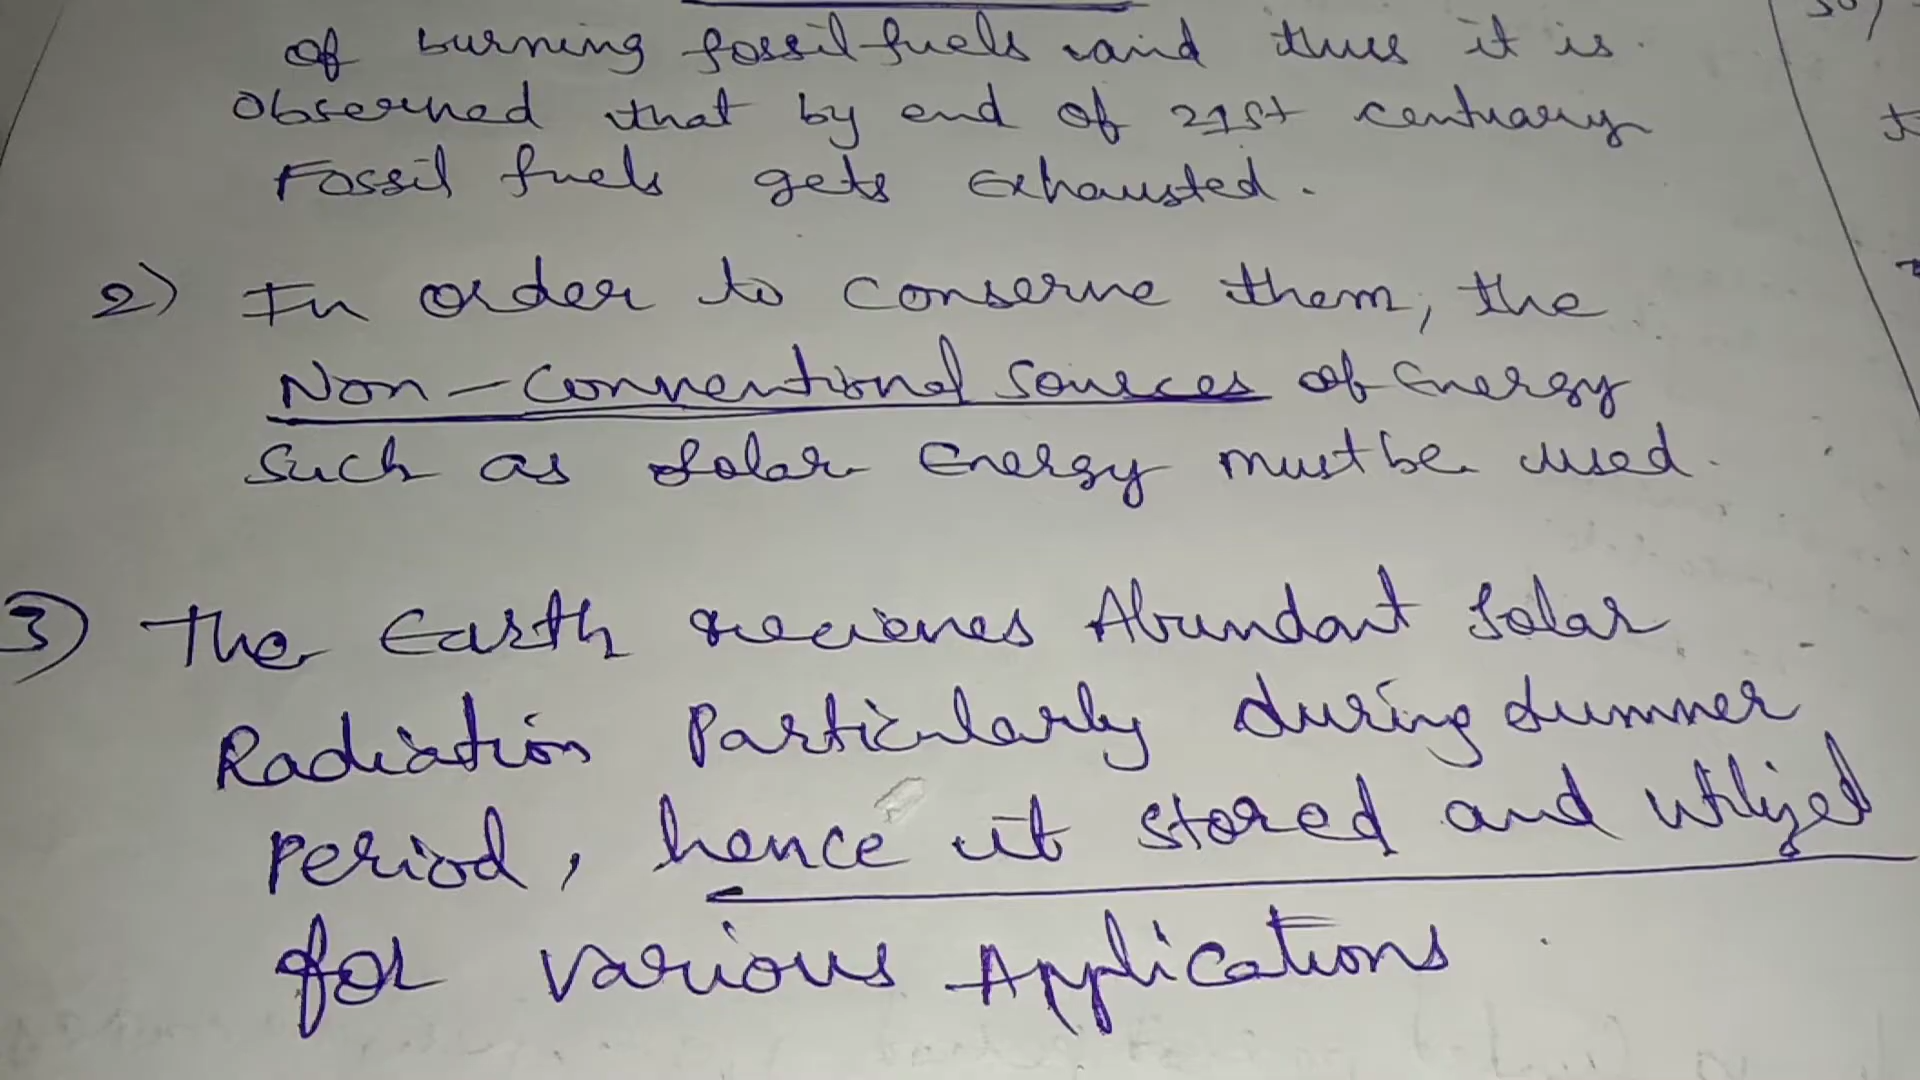 of burning fossil fuels and thus it is
observed that by end of 21st centuary
Fossil fuels gets Exhausted.
2) In order to conserve them, the
Non-conventional sources of Energy
such as solar Energy must be used.
3) The Earth recieves Abundant solar
Radiation Particularly during summer
Period, hence it stored and utilized
for various Applications